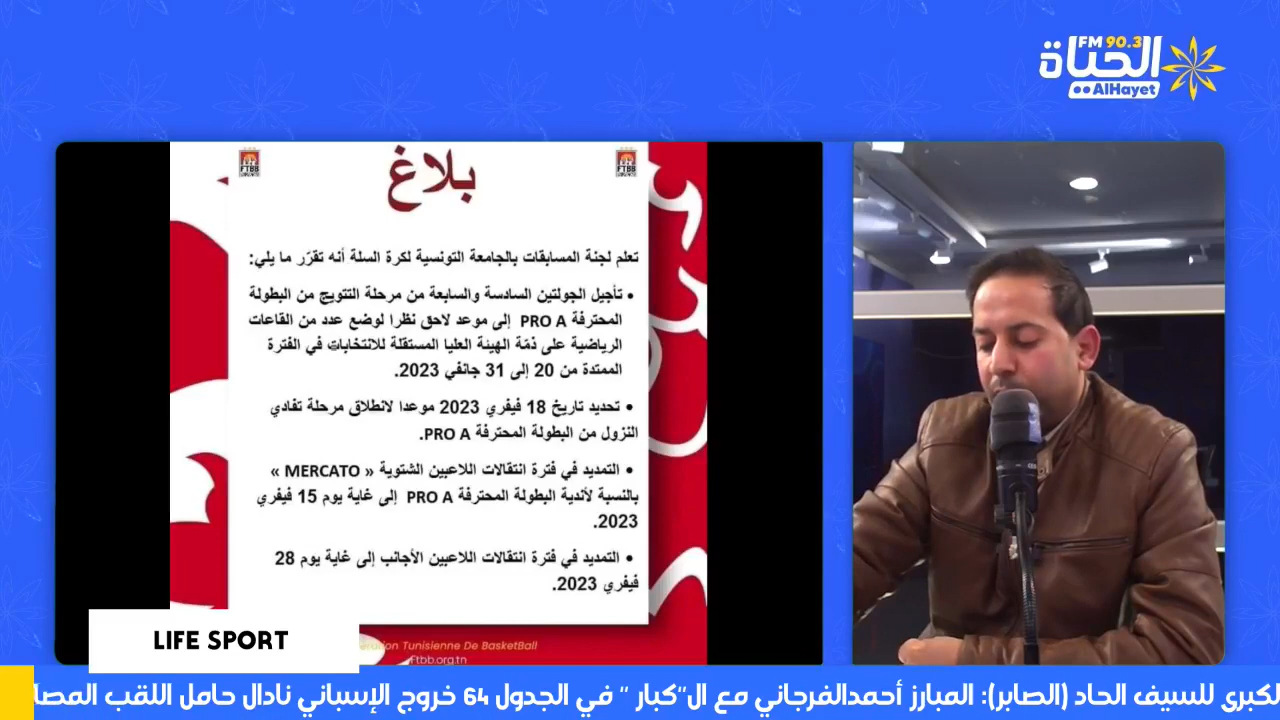 FM 90.3
الحياة
AlHayet
FTBB
FTBB
بلاغ
تعلم لجنة المسابقات بالجامعة التونسية لكرة السلة أنه تقرّر ما يلي:
• تأجيل الجولتين السادسة والسابعة من مرحلة التتويج من البطولة
المحترفة PRO A إلى موعد لاحق نظرا لوضع عدد من القاعات
الرياضية على ذمّة الهيئة العليا المستقلة للانتخابات في الفترة
الممتدة من 20 إلى 31 جانفي 2023.
• تحديد تاريخ 18 فيفري 2023 موعدا لانطلاق مرحلة تفادي
النزول من البطولة المحترفة PRO A.
• التمديد في فترة انتقالات اللاعبين الشتوية « MERCATO »
بالنسبة لأندية البطولة المحترفة PRO A إلى غاية يوم 15 فيفري
2023.
• التمديد في فترة انتقالات اللاعبين الأجانب إلى غاية يوم 28
فيفري 2023.
Tunisienne De BasketBall
Ftbb.org.tn
LIFE SPORT
لكبرى للسيف الحاد (الصابر): المبارز أحمدالفرجاني مع ال"كبار " في الجدول 64 خروج الإسباني نادال حامل اللقب المصا